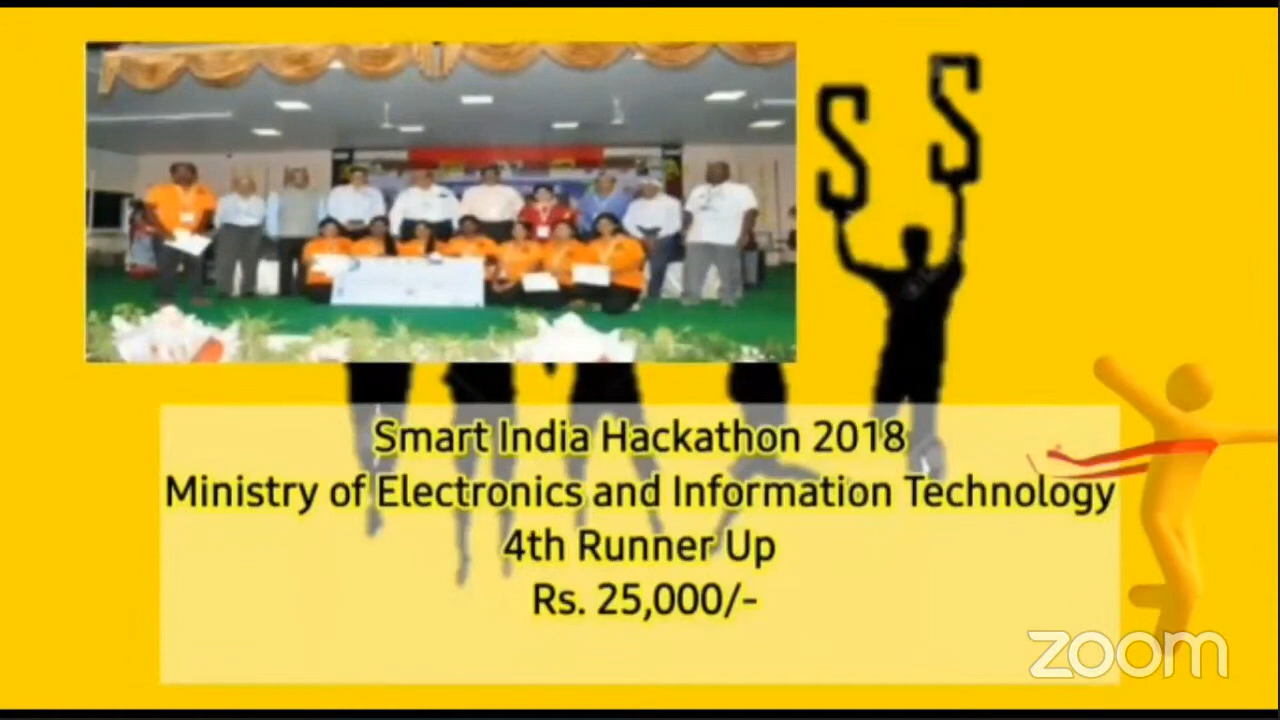 S S
Smart India Hackathon 2018
Ministry of Electronics and Information Technology
4th Runner Up
Rs. 25,000/-
zoom